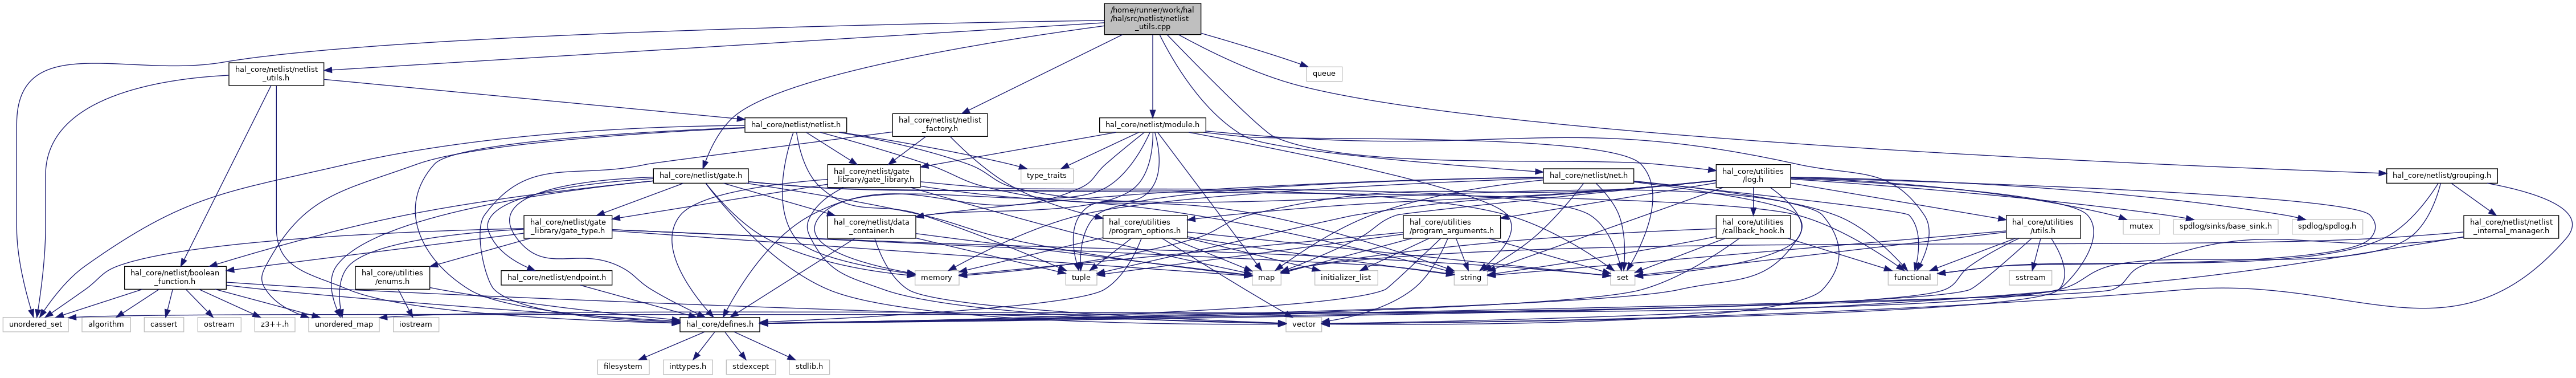 /home/runner/work/hal
/hal/src/netlist/netlist
_utils.cpp
hal_core/netlist/netlist
_utils.h
queue
hal_core/netlist/netlist.h
hal_core/netlist/netlist
_factory.h
hal_core/netlist/module.h
hal_core/netlist/gate.h
hal_core/netlist/gate
_library/gate_library.h
type_traits
hal_core/netlist/net.h
hal_core/utilities
/log.h
hal_core/netlist/grouping.h
hal_core/netlist/gate
_library/gate_type.h
hal_core/netlist/data
_container.h
hal_core/utilities
/program_options.h
hal_core/utilities
/program_arguments.h
hal_core/utilities
/callback_hook.h
hal_core/utilities
/utils.h
mutex
spdlog/sinks/base_sink.h
spdlog/spdlog.h
hal_core/netlist/netlist
_internal_manager.h
hal_core/netlist/boolean
_function.h
hal_core/utilities
/enums.h
hal_core/netlist/endpoint.h
memory
tuple
map
initializer_list
string
set
functional
sstream
unordered_set
algorithm
cassert
ostream
z3++.h
unordered_map
iostream
hal_core/defines.h
vector
filesystem
inttypes.h
stdexcept
stdlib.h